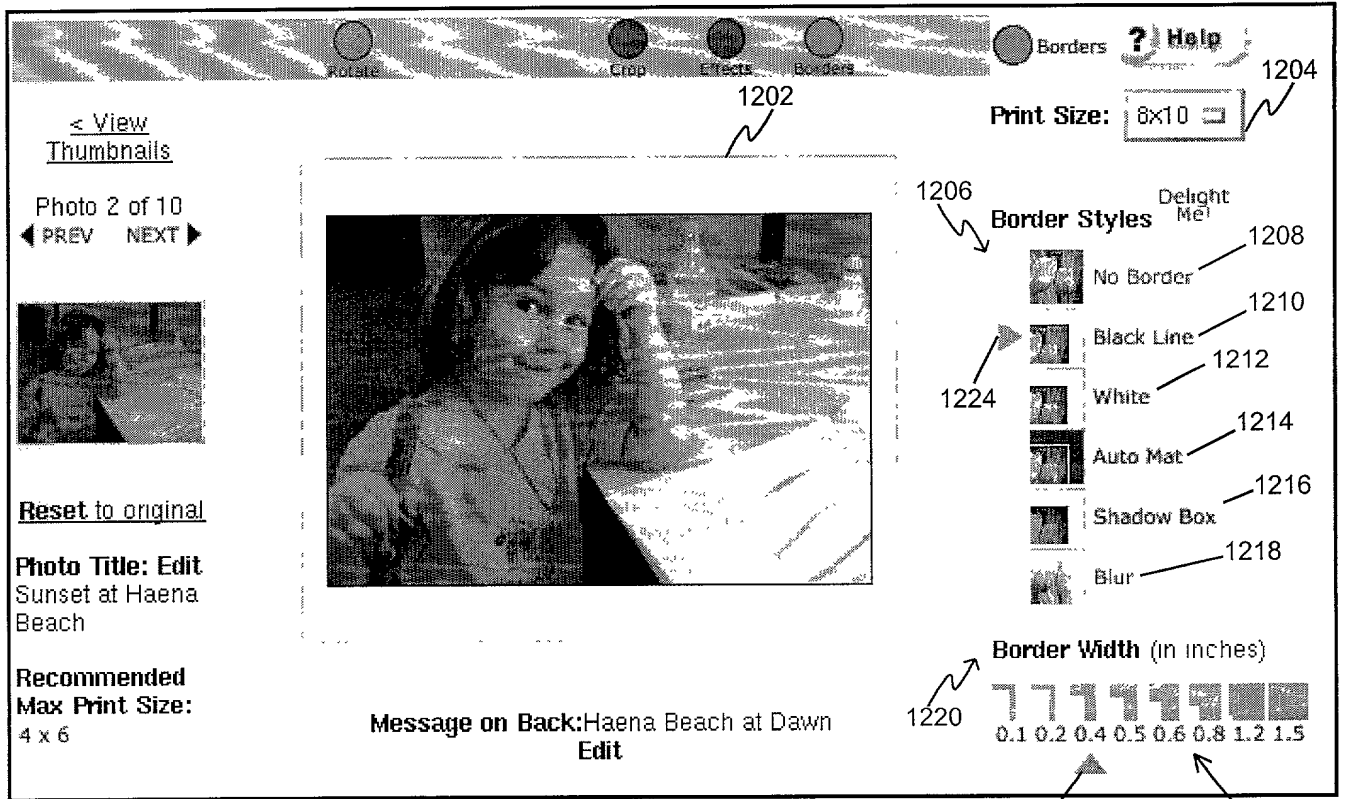 Rotate Crop Effects Borders Borders ? Help
1202
1204
Print Size: 8x10
< View
Thumbnails
Photo 2 of 10
PREV NEXT
Reset to original
Photo Title: Edit
Sunset at Haena
Beach
Recommended
Max Print Size:
4 x 6
Message on Back:Haena Beach at Dawn
Edit
1206
Border Styles
Delight
Me!
1208
No Border
1210
Black Line
1224
1212
White
1214
Auto Mat
1216
Shadow Box
1218
Blur
Border Width (in inches)
1220
0.1 0.2 0.4 0.5 0.6 0.8 1.2 1.5